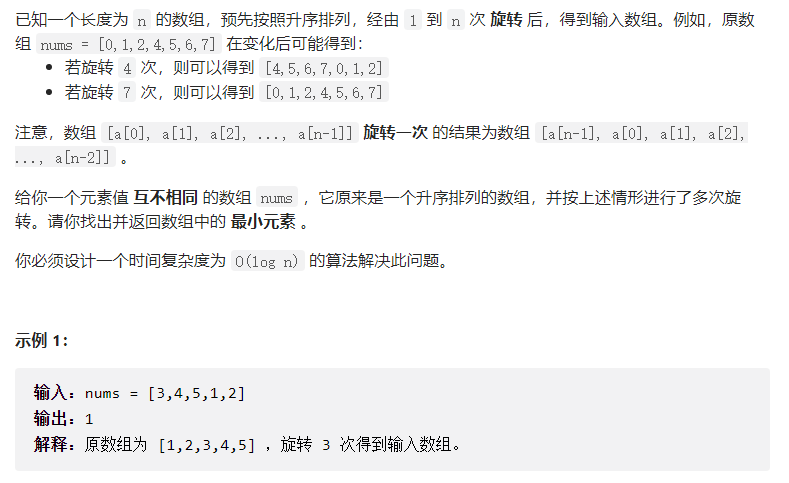 已知一个长度为 n 的数组，预先按照升序排列，经由 1 到 n 次 旋转 后，得到输入数组。例如，原数
组 nums = [0,1,2,4,5,6,7] 在变化后可能得到：
• 若旋转 4 次，则可以得到 [4,5,6,7,0,1,2]
• 若旋转 7 次，则可以得到 [0,1,2,4,5,6,7]
注意，数组 [a[0], a[1], a[2], ..., a[n-1]] 旋转一次 的结果为数组 [a[n-1], a[0], a[1], a[2],
..., a[n-2]] 。
给你一个元素值 互不相同 的数组 nums ，它原来是一个升序排列的数组，并按上述情形进行了多次旋
转。请你找出并返回数组中的 最小元素 。
你必须设计一个时间复杂度为 O(log n) 的算法解决此问题。
示例 1：
输入：nums = [3,4,5,1,2]
输出：1
解释：原数组为 [1,2,3,4,5] ，旋转 3 次得到输入数组。